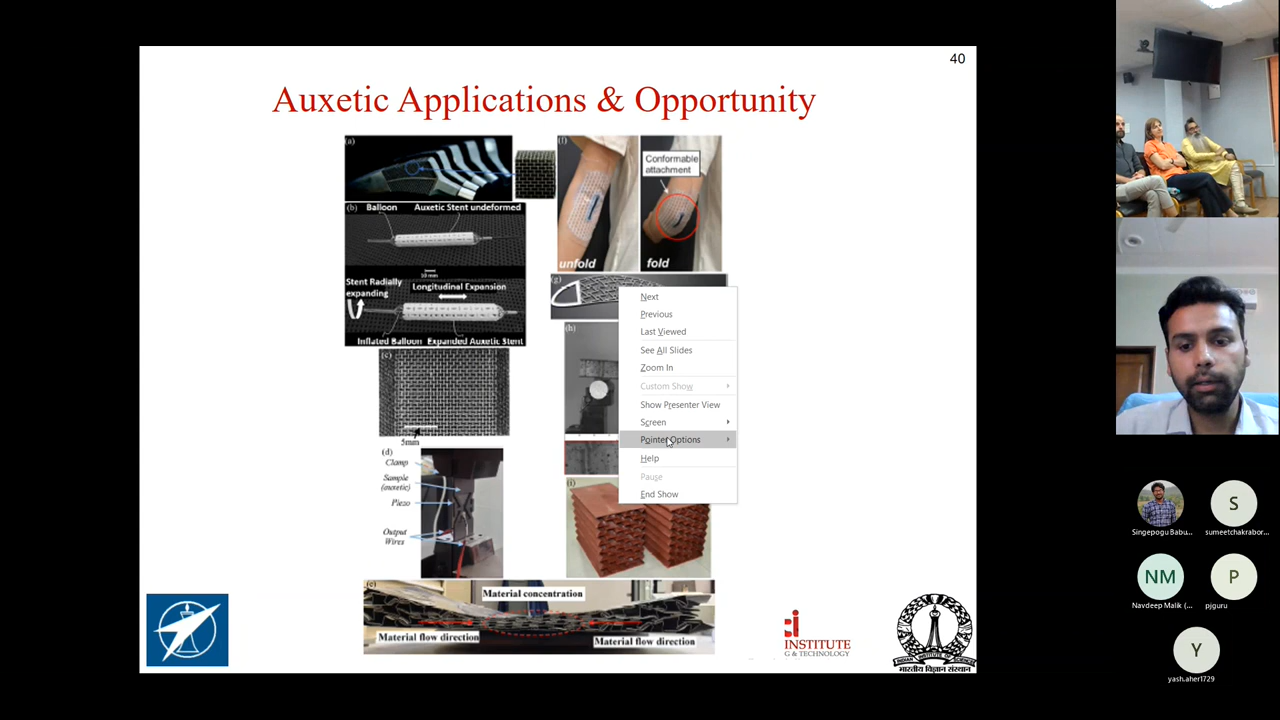 40
Auxetic Applications & Opportunity
(a)
(b)
Balloon
Auxetic Stent undeformed
10 mm
Stent Radially
expanding
Longitudinal Expansion
Inflated Balloon
Expanded Auxetic Stent
(c)
5mm
(d)
Clamp
Sample
Piezo
Output
Wires
(f)
unfold
Conformable
attachment
fold
(g)
(h)
(i)
Next
Previous
Last Viewed
See All Slides
Zoom In
Custom Show
Show Presenter View
Screen
Pointer Options
Help
Pause
End Show
(e)
Material concentration
Material flow direction
Material flow direction
INSTITUTE
G & TECHNOLOGY
भारतीय विज्ञान संस्थान
S
Singepogu Babu...
sumeetchakrabor...
NM
P
Navdeep Malik (...
pjguru
Y
yash.aher1729